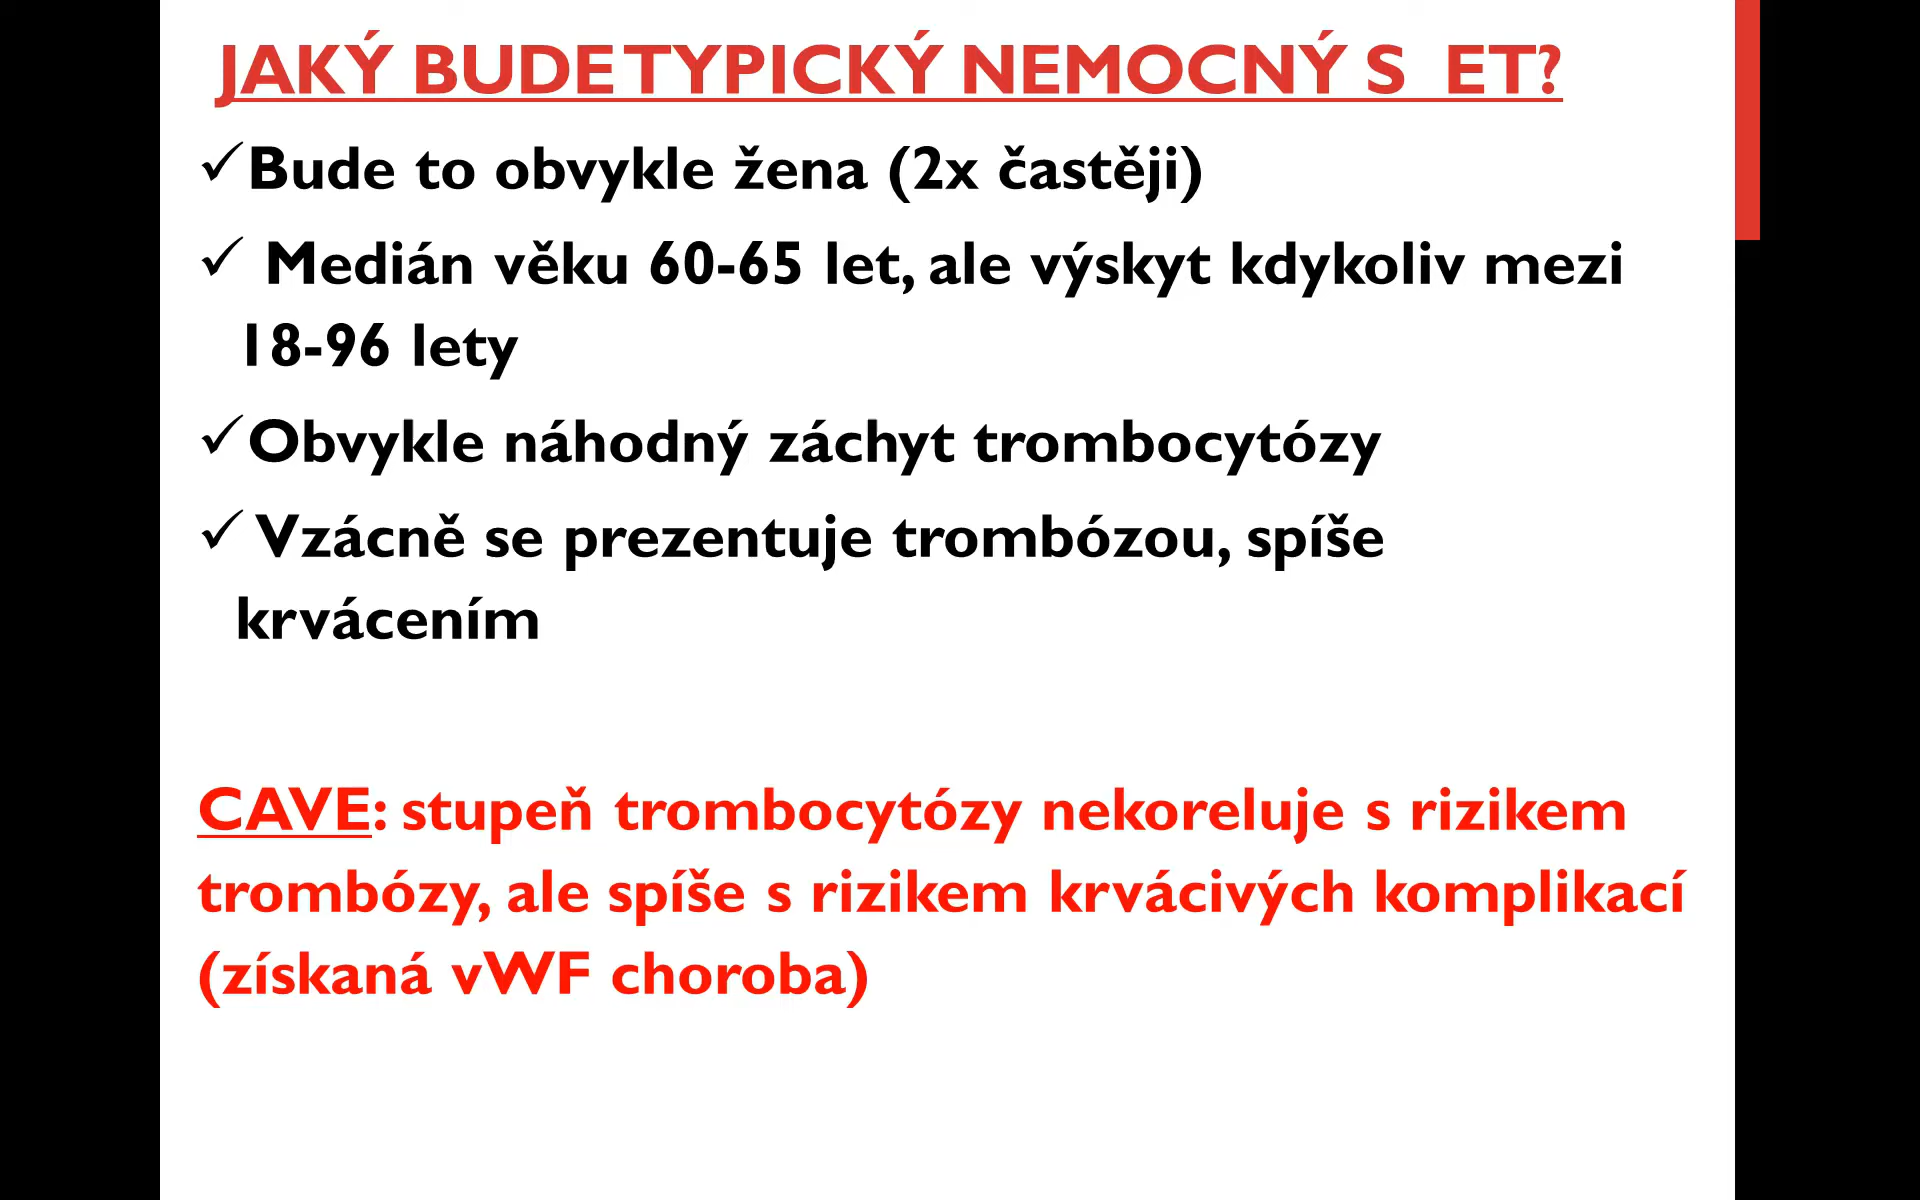 JAKÝ BUDE TYPICKÝ NEMOCNÝ S ET?
✓Bude to obvykle žena (2x častěji)
✓ Medián věku 60-65 let, ale výskyt kdykoliv mezi
18-96 lety
✓Obvykle náhodný záchyt trombocytózy
✓ Vzácně se prezentuje trombózou, spíše
krvácením
CAVE: stupeň trombocytózy nekoreluje s rizikem
trombózy, ale spíše s rizikem krvácivých komplikací
(získaná vWF choroba)